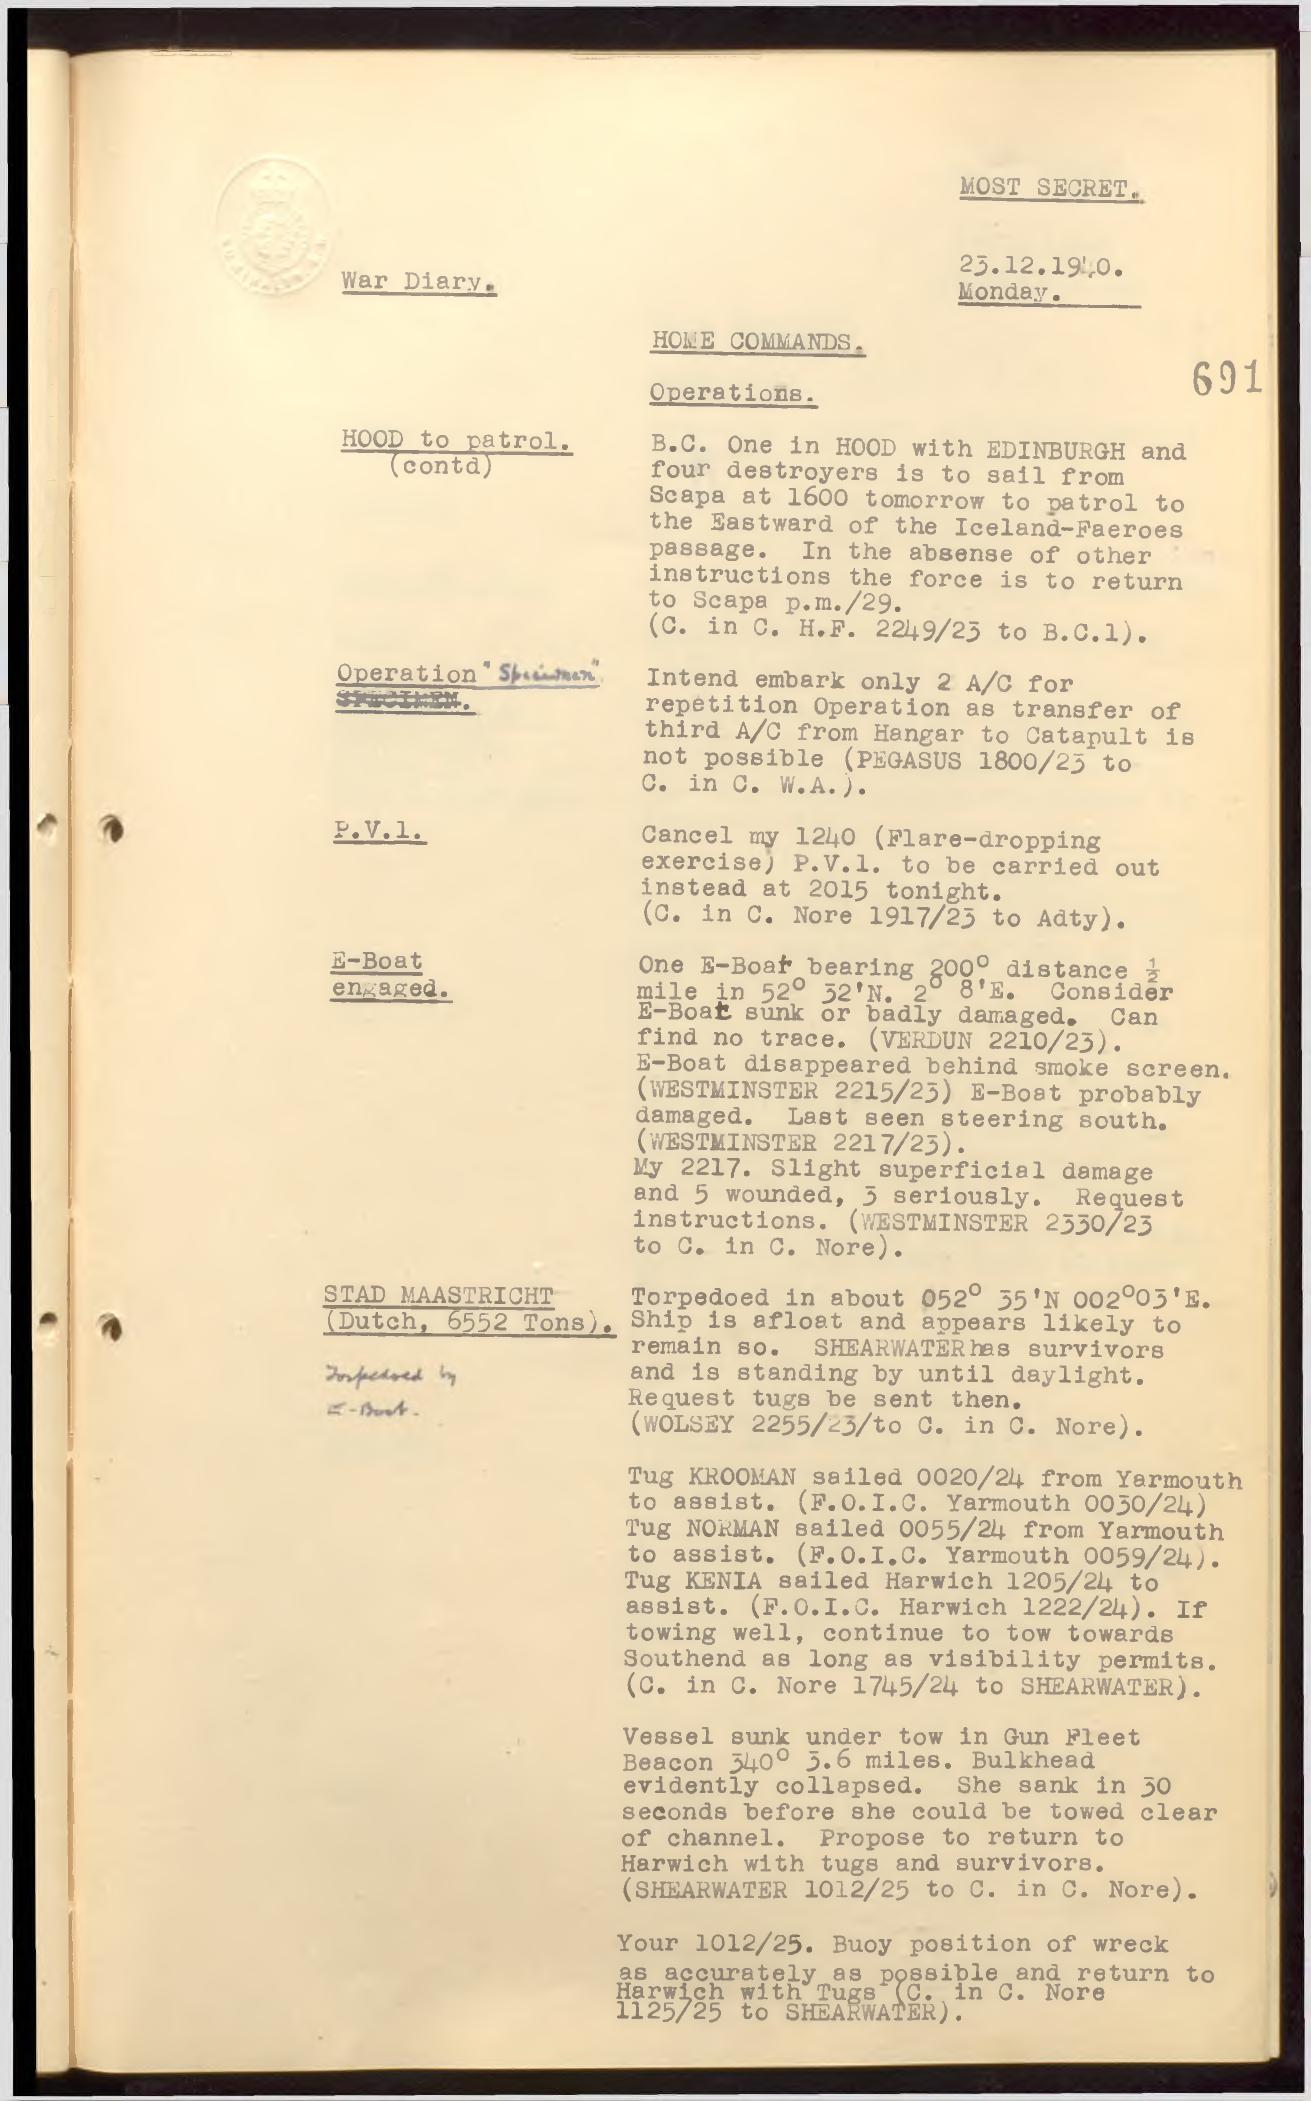 MOST SECRET.
23.12.1940.
Monday.
War Diary.
HOME COMMANDS.
691
Operations.
HOOD to patrol.
(contd)
B.C. One in HOOD with EDINBURGH and
four destroyers is to sail from
Scapa at 1600 tomorrow to patrol to
the Eastward of the Iceland-Faeroes
passage. In the absense of other
instructions the force is to return
to Scapa p.m./29.
(C. in C. H.F. 2249/23 to B.C.1).
Operation "Specimen"
SPECIMEN.
Intend embark only 2 A/C for
repetition Operation as transfer of
third A/C from Hangar to Catapult is
not possible (PEGASUS 1800/23 to
C. in C. W.A.).
P.V.1.
Cancel my 1240 (Flare-dropping
exercise) P.V.1. to be carried out
instead at 2015 tonight.
(C. in C. Nore 1917/23 to Adty).
E-Boat
engaged.
One E-Boat bearing 200° distance ½
mile in 52° 32'N. 2° 8'E. Consider
E-Boat sunk or badly damaged. Can
find no trace. (VERDUN 2210/23).
E-Boat disappeared behind smoke screen.
(WESTMINSTER 2215/23) E-Boat probably
damaged. Last seen steering south.
(WESTMINSTER 2217/23).
My 2217. Slight superficial damage
and 5 wounded, 3 seriously. Request
instructions. (WESTMINSTER 2330/23
to C. in C. Nore).
STAD MAASTRICHT
(Dutch, 6552 Tons).
Torpedoed by
E-Boat.
Torpedoed in about 052° 35'N 002°03'E.
Ship is afloat and appears likely to
remain so. SHEARWATER has survivors
and is standing by until daylight.
Request tugs be sent then.
(WOLSEY 2255/23/to C. in C. Nore).
Tug KROOMAN sailed 0020/24 from Yarmouth
to assist. (F.O.I.C. Yarmouth 0030/24)
Tug NORMAN sailed 0055/24 from Yarmouth
to assist. (F.O.I.C. Yarmouth 0059/24).
Tug KENIA sailed Harwich 1205/24 to
assist. (F.O.I.C. Harwich 1222/24). If
towing well, continue to tow towards
Southend as long as visibility permits.
(C. in C. Nore 1745/24 to SHEARWATER).
Vessel sunk under tow in Gun Fleet
Beacon 340° 3.6 miles. Bulkhead
evidently collapsed. She sank in 30
seconds before she could be towed clear
of channel. Propose to return to
Harwich with tugs and survivors.
(SHEARWATER 1012/25 to C. in C. Nore).
Your 1012/25. Buoy position of wreck
as accurately as possible and return to
Harwich with Tugs (C. in C. Nore
1125/25 to SHEARWATER).